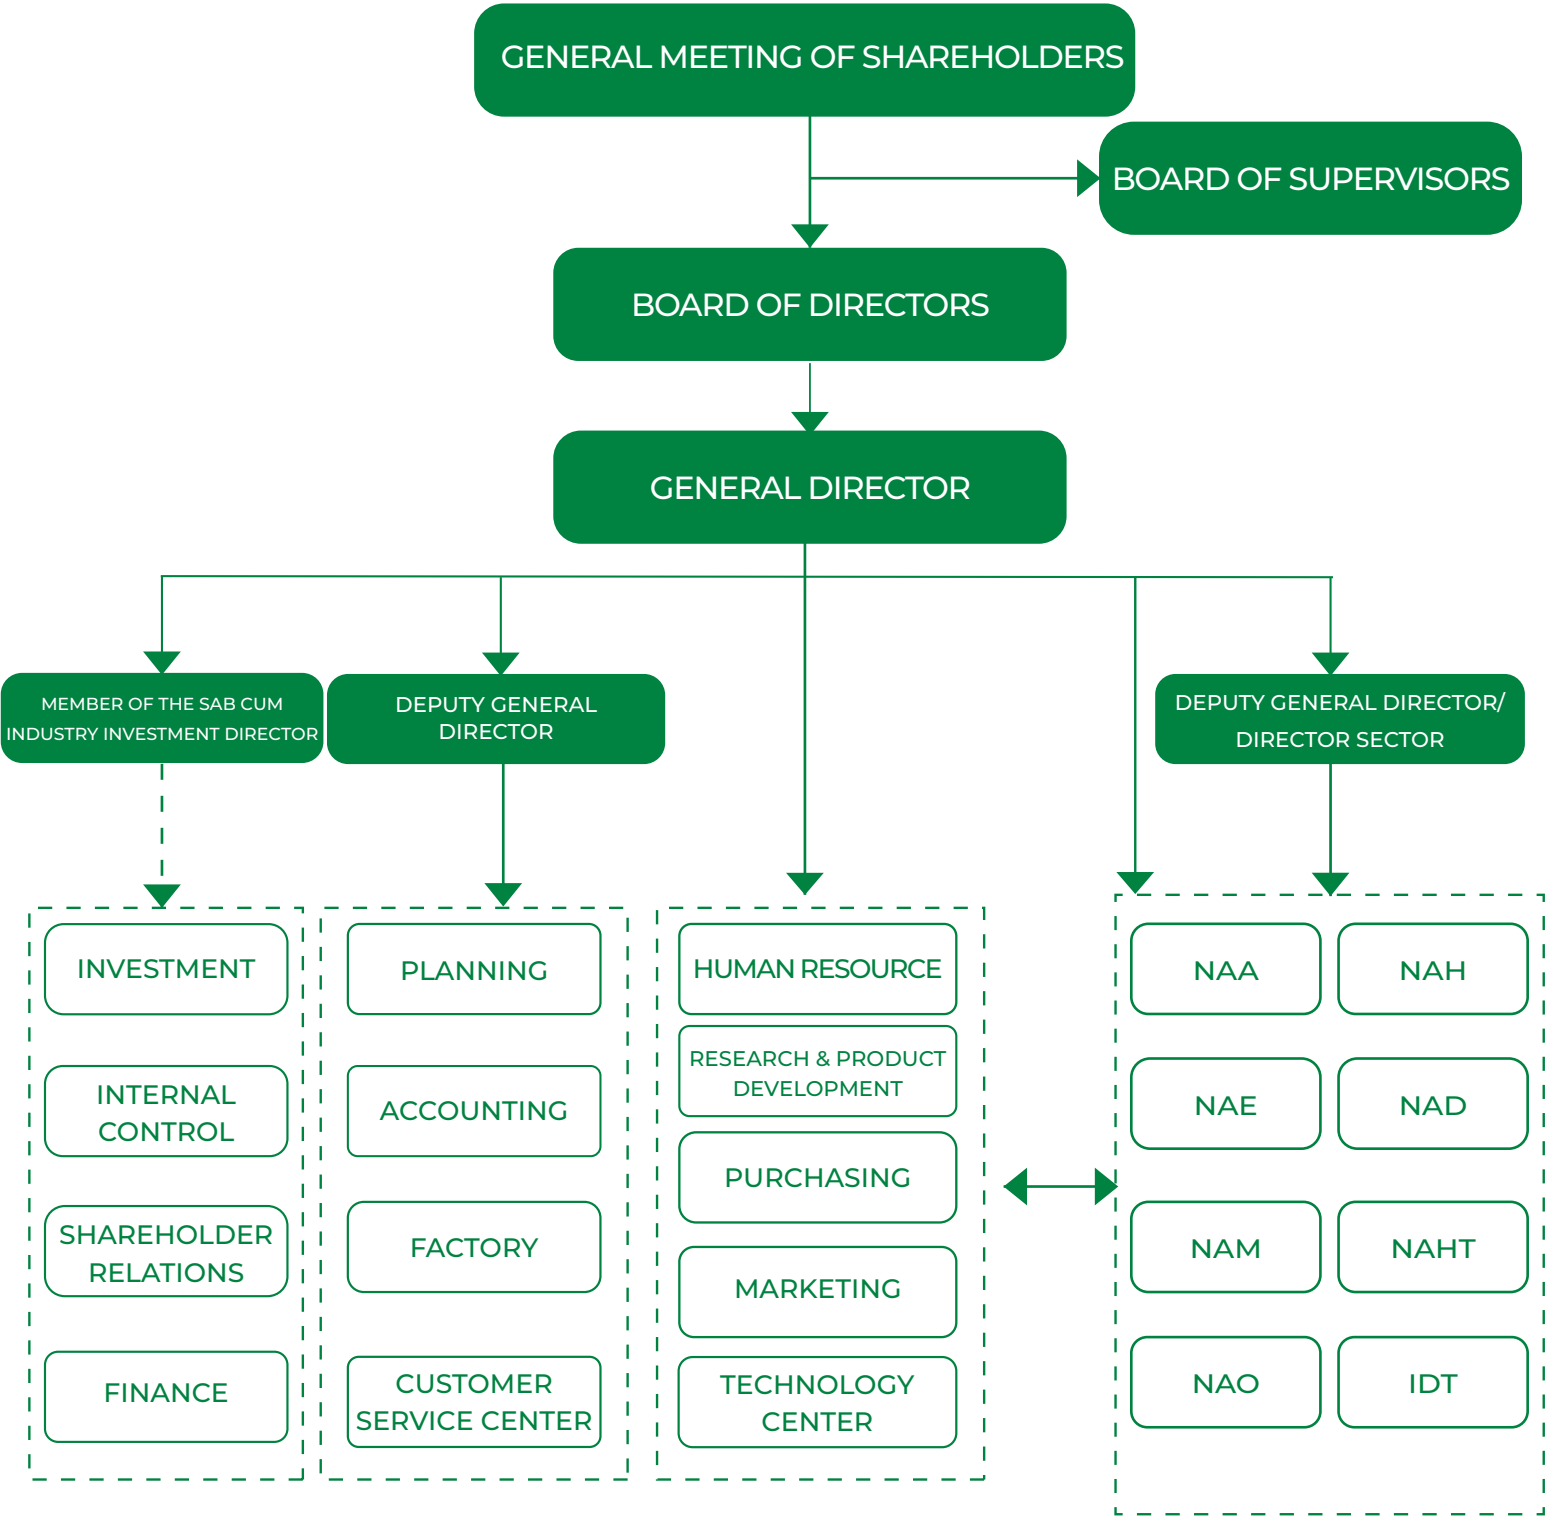 GENERAL MEETING OF SHAREHOLDERS
BOARD OF SUPERVISORS
BOARD OF DIRECTORS
GENERAL DIRECTOR
MEMBER OF THE SAB CUM
INDUSTRY INVESTMENT DIRECTOR
DEPUTY GENERAL
DIRECTOR
DEPUTY GENERAL DIRECTOR/
DIRECTOR SECTOR
INVESTMENT
INTERNAL
CONTROL
SHAREHOLDER
RELATIONS
FINANCE
PLANNING
ACCOUNTING
FACTORY
CUSTOMER
SERVICE CENTER
HUMAN RESOURCE
RESEARCH & PRODUCT
DEVELOPMENT
PURCHASING
MARKETING
TECHNOLOGY
CENTER
NAA
NAH
NAE
NAD
NAM
NAHT
NAO
IDT